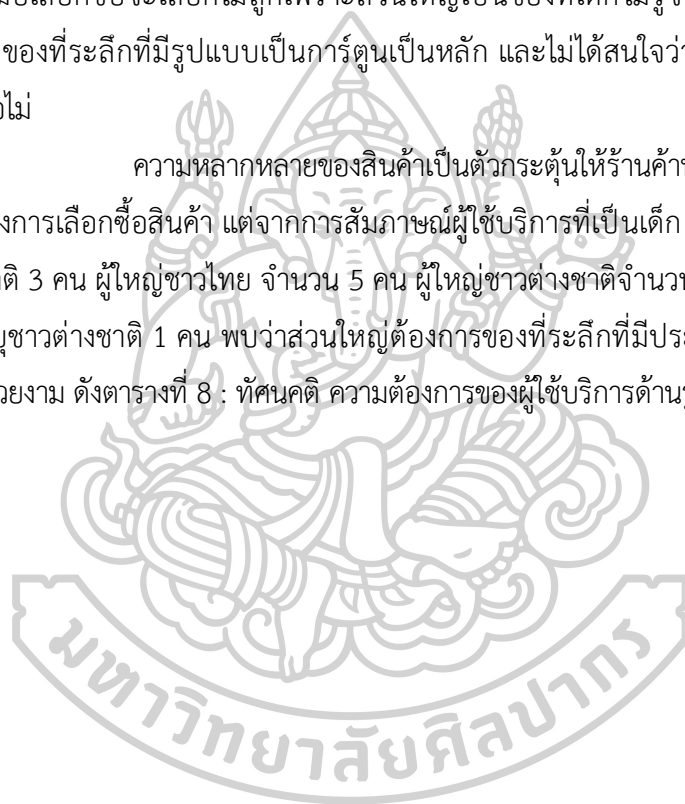 ของที่ระลึกที่มีรูปแบบเป็นการ์ตูนเป็นหลัก และไม่ได้สนใจว่
ไม่
ความหลากหลายของสินค้าเป็นตัวกระตุ้นให้ร้านค้า
งการเลือกซื้อสินค้า แต่จากการสัมภาษณ์ผู้ใช้บริการที่เป็นเด็ก
ติ 3 คน ผู้ใหญ่ชาวไทย จำนวน 5 คน ผู้ใหญ่ชาวต่างชาติจำนวน
ชาวต่างชาติ 1 คน พบว่าส่วนใหญ่ต้องการของที่ระลึกที่มีประ
วยงาม ดังตารางที่ 8 : ทัศนคติ ความต้องการของผู้ใช้บริการด้าน
มหาวิทยาลัยศิลปากร